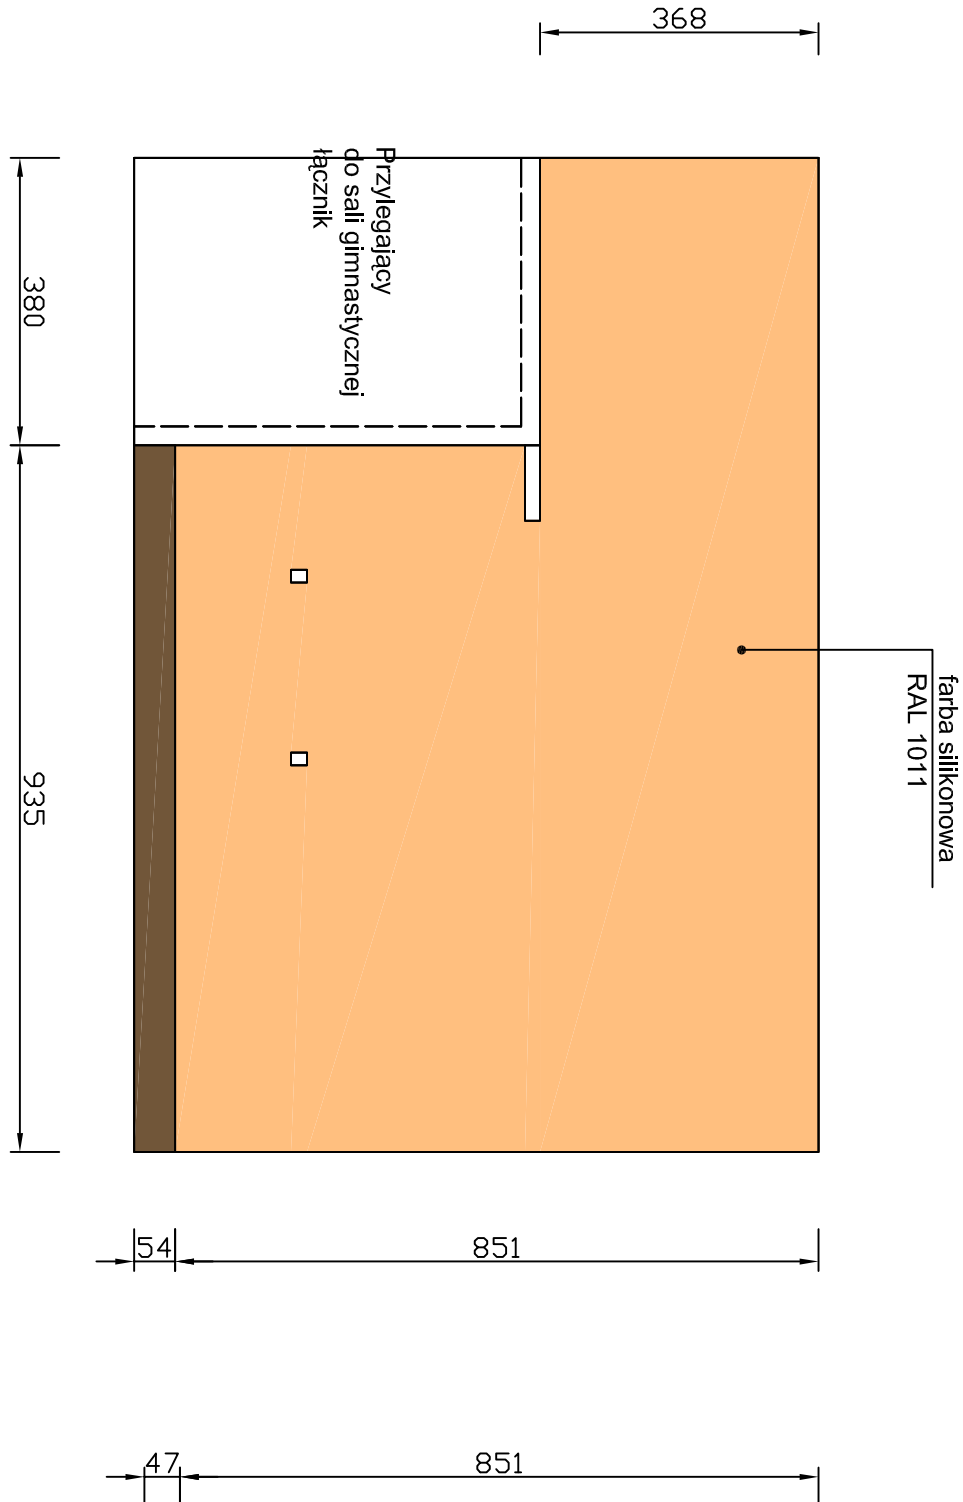 368
Przylegający
do sali gimnastycznej
łącznik
380
farba silikonowa
RAL 1011
935
54
851
47
851